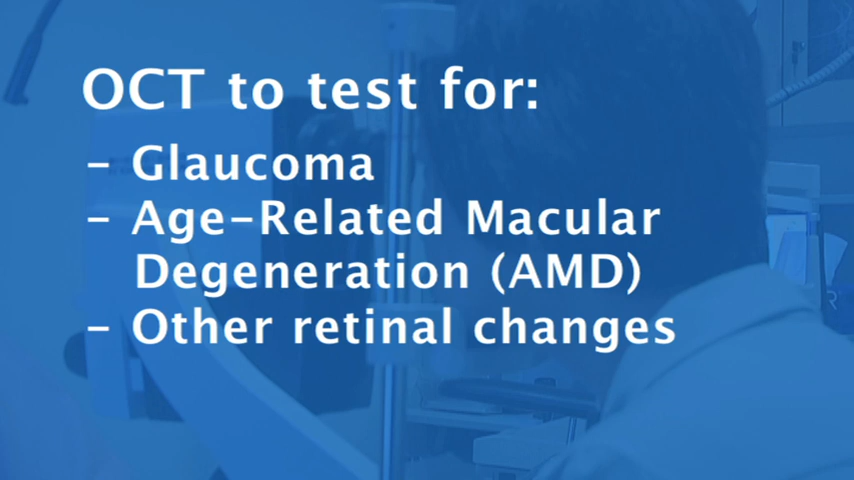 OCT to test for:
- Glaucoma
- Age-Related Macular
Degeneration (AMD)
- Other retinal changes